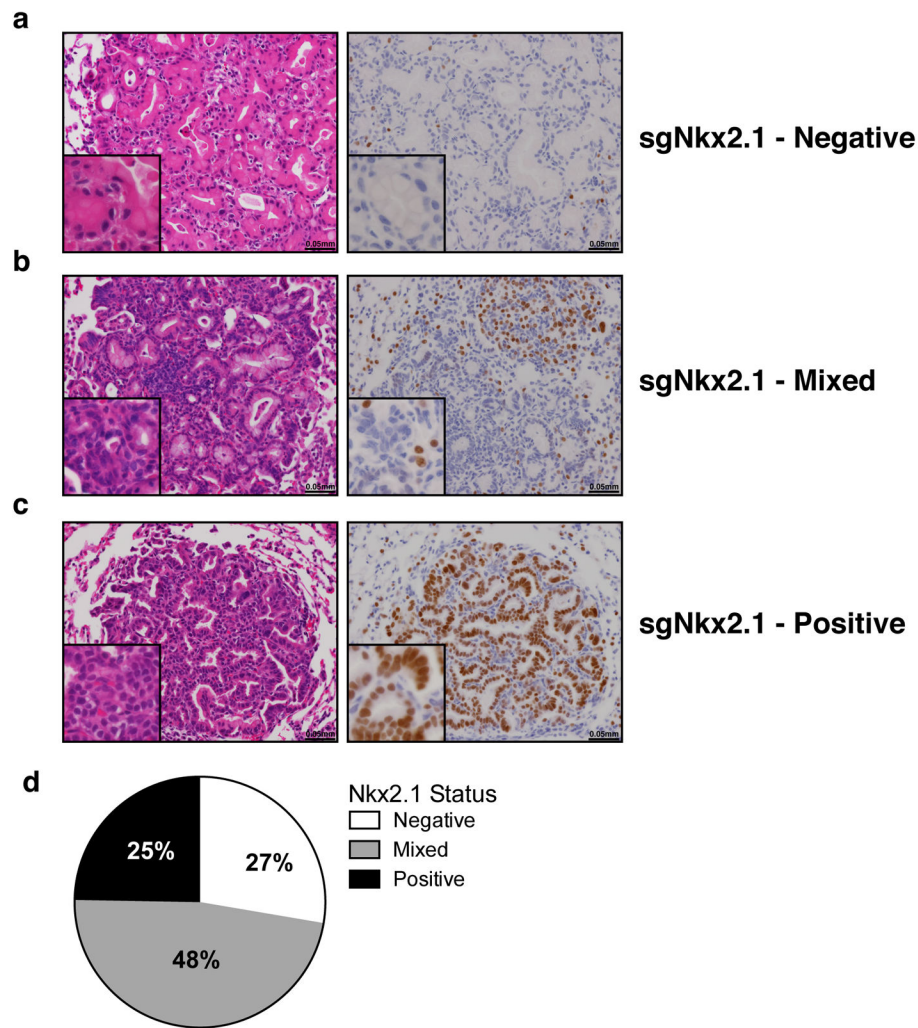 a
sgNkx2.1 - Negative
0.05mm
0.05mm
b
sgNkx2.1 - Mixed
0.05mm
0.05mm
c
sgNkx2.1 - Positive
0.05mm
0.05mm
d
Nkx2.1 Status
Negative
Mixed
Positive
25%
27%
48%